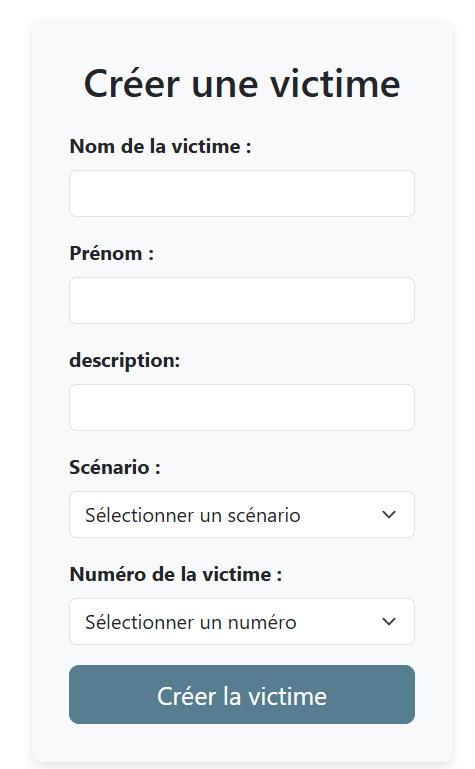 Créer une victime
Nom de la victime :
Prénom :
description:
Scénario :
Sélectionner un scénario
Numéro de la victime :
Sélectionner un numéro
Créer la victime